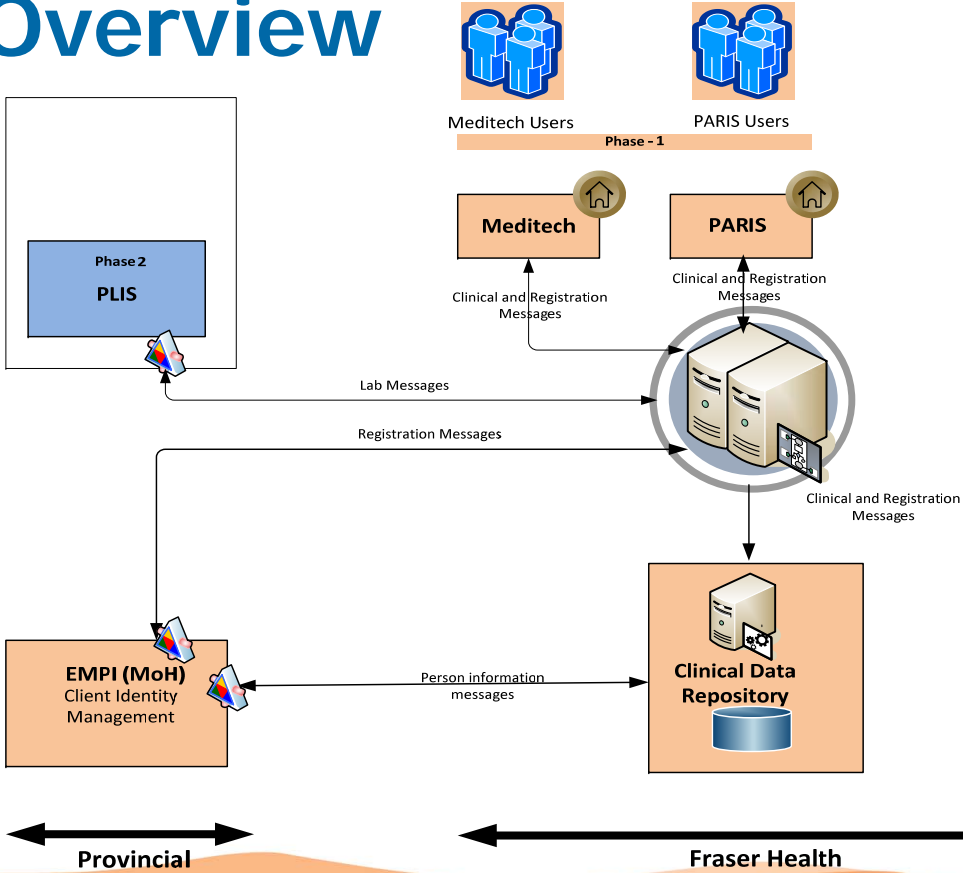 Overview
Meditech Users
PARIS Users
Phase - 1
Meditech
PARIS
Phase 2
PLIS
Clinical and Registration
Messages
Clinical and Registration
Messages
Lab Messages
Registration Messages
Clinical and Registration
Messages
EMPI (MoH)
Client Identity
Management
Person information
messages
Clinical Data
Repository
Provincial
Fraser Health